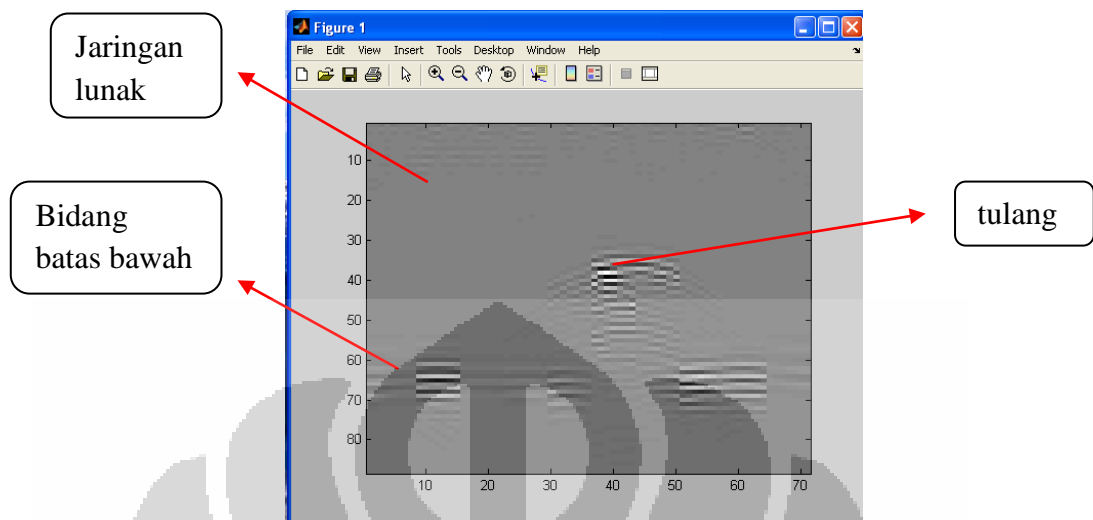 Jaringan
lunak
Bidang
batas bawah
tulang
Figure 1
File Edit View Insert Tools Desktop Window Help
10
20
30
40
50
60
70
80
10 20 30 40 50 60 70